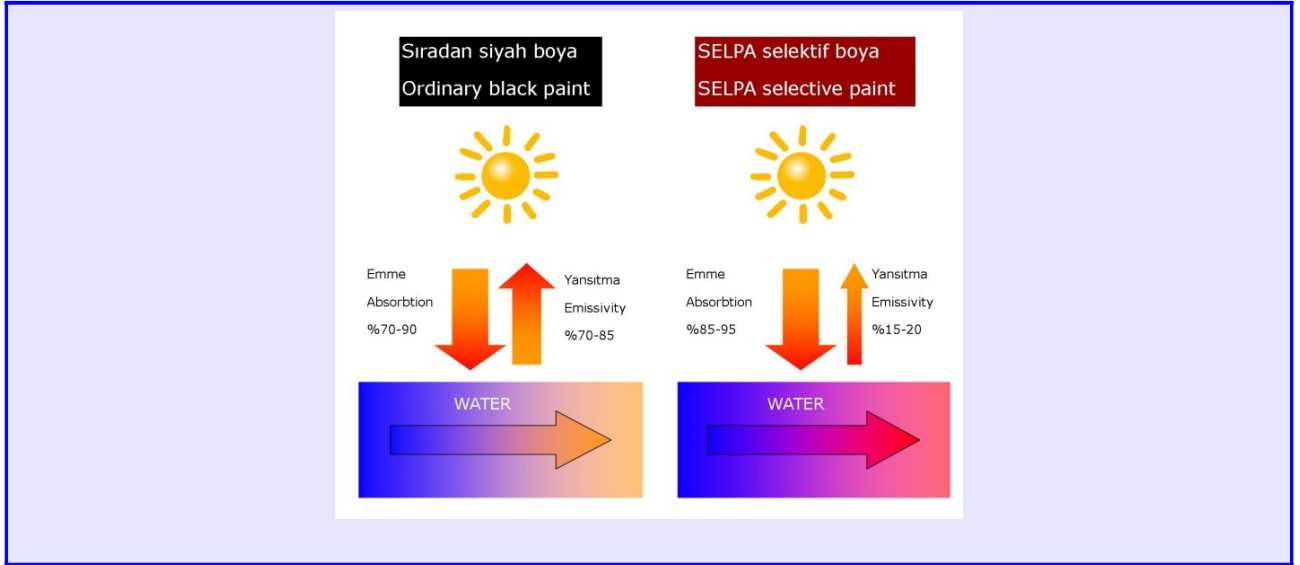 Sıradan siyah boya
Ordinary black paint
SELPA selektif boya
SELPA selective paint
Emme
Absorbtion
%70-90
Yansıtma
Emissivity
%70-85
Emme
Absorbtion
%85-95
Yansıtma
Emissivity
%15-20
WATER
WATER